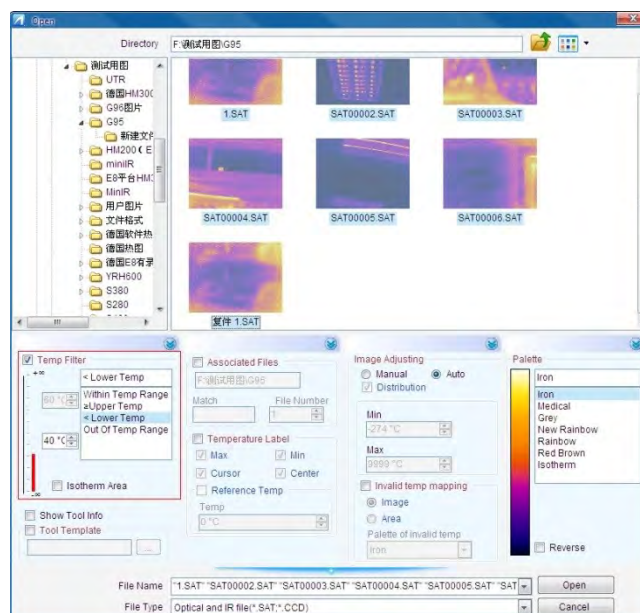 Open
Directory
F:\测试用图\G95
测试用图
UTR
德国HM300
G96图片
G95
新建文件
HM200 ( E
miniIR
E8平台HM3
MinIR
用户图片
文件格式
德国软件热
德国热图
德国E8有录
YRH600
S380
S280
1.SAT
SAT00002.SAT
SAT00003.SAT
SAT00004.SAT
SAT00005.SAT
SAT00006.SAT
复件 1.SAT
Temp Filter
+∞
< Lower Temp
60 °C
Within Temp Range
≥Upper Temp
< Lower Temp
Out Of Temp Range
40 °C
-∞
Isotherm Area
Show Tool Info
Tool Template
...
Associated Files
F:\测试用图\G95
Match
File Number
1
Temperature Label
Max
Min
Cursor
Center
Reference Temp
Temp
0 °C
Image Adjusting
Manual
Auto
Distribution
Min
-274 °C
Max
9999 °C
Invalid temp mapping
Image
Area
Palette of invalid temp
Iron
Palette
Iron
Iron
Medical
Grey
New Rainbow
Rainbow
Red Brown
Isotherm
Reverse
File Name
"1.SAT" "SAT00002.SAT" "SAT00003.SAT" "SAT00004.SAT" "SAT00005.SAT" "SAT
Open
File Type
Optical and IR file(*.SAT;*.CCD)
Cancel